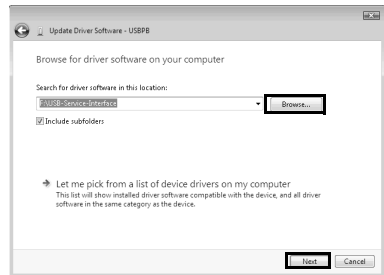 Update Driver Software - USBPB
Browse for driver software on your computer
Search for driver software in this location:
F:\USB-Service-Interface
Browse...
Include subfolders
Let me pick from a list of device drivers on my computer
This list will show installed driver software compatible with the device, and all driver
software in the same category as the device.
Next Cancel